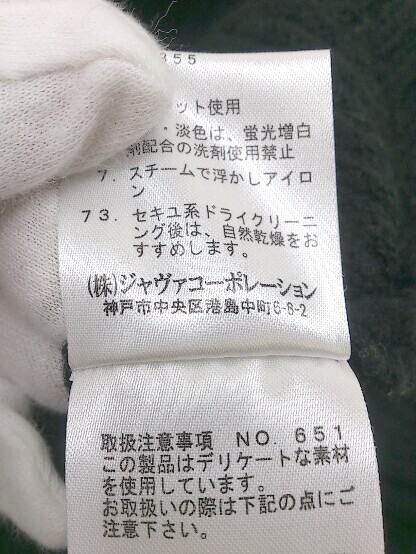 355
ット使用
・淡色は、蛍光増白
剤配合の洗剤使用禁止
7. スチームで浮かしアイロ
ン
73. セキユ系ドライクリーニ
ング後は、自然乾燥をお
すすめします。
(株)ジャヴァコーポレーション
神戸市中央区港島中町6-8-2
取扱注意事項 NO. 651
この製品はデリケートな素材
を使用しています。
お取扱いの際は下記の点にご
注意下さい。